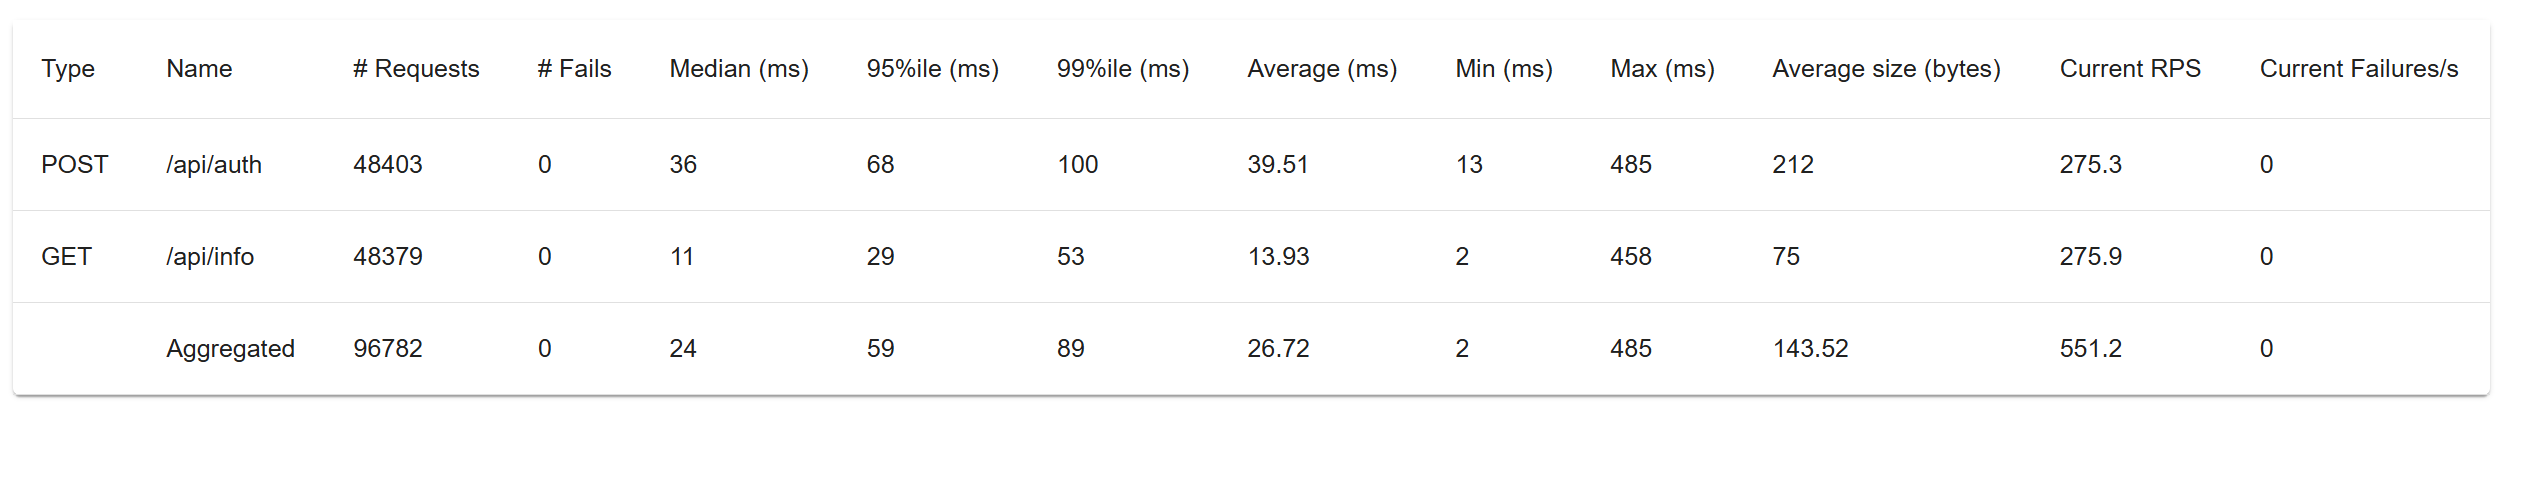 Type Name # Requests # Fails Median (ms) 95%ile (ms) 99%ile (ms) Average (ms) Min (ms) Max (ms) Average size (bytes) Current RPS Current Failures/s
POST /api/auth 48403 0 36 68 100 39.51 13 485 212 275.3 0
GET /api/info 48379 0 11 29 53 13.93 2 458 75 275.9 0
Aggregated 96782 0 24 59 89 26.72 2 485 143.52 551.2 0